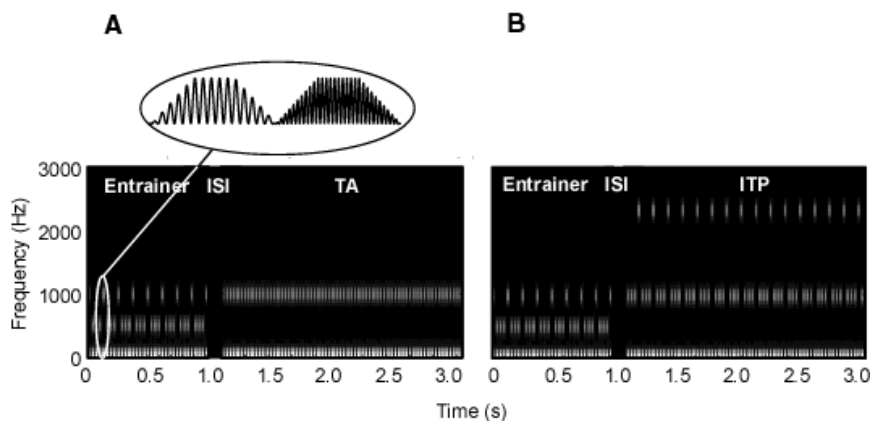 A B
Entrainer ISI TA Entrainer ISI ITP
Frequency (Hz)
3000
2000
1000
0
0 0.5 1.0 1.5 2.0 2.5 3.0 0 0.5 1.0 1.5 2.0 2.5 3.0
Time (s)